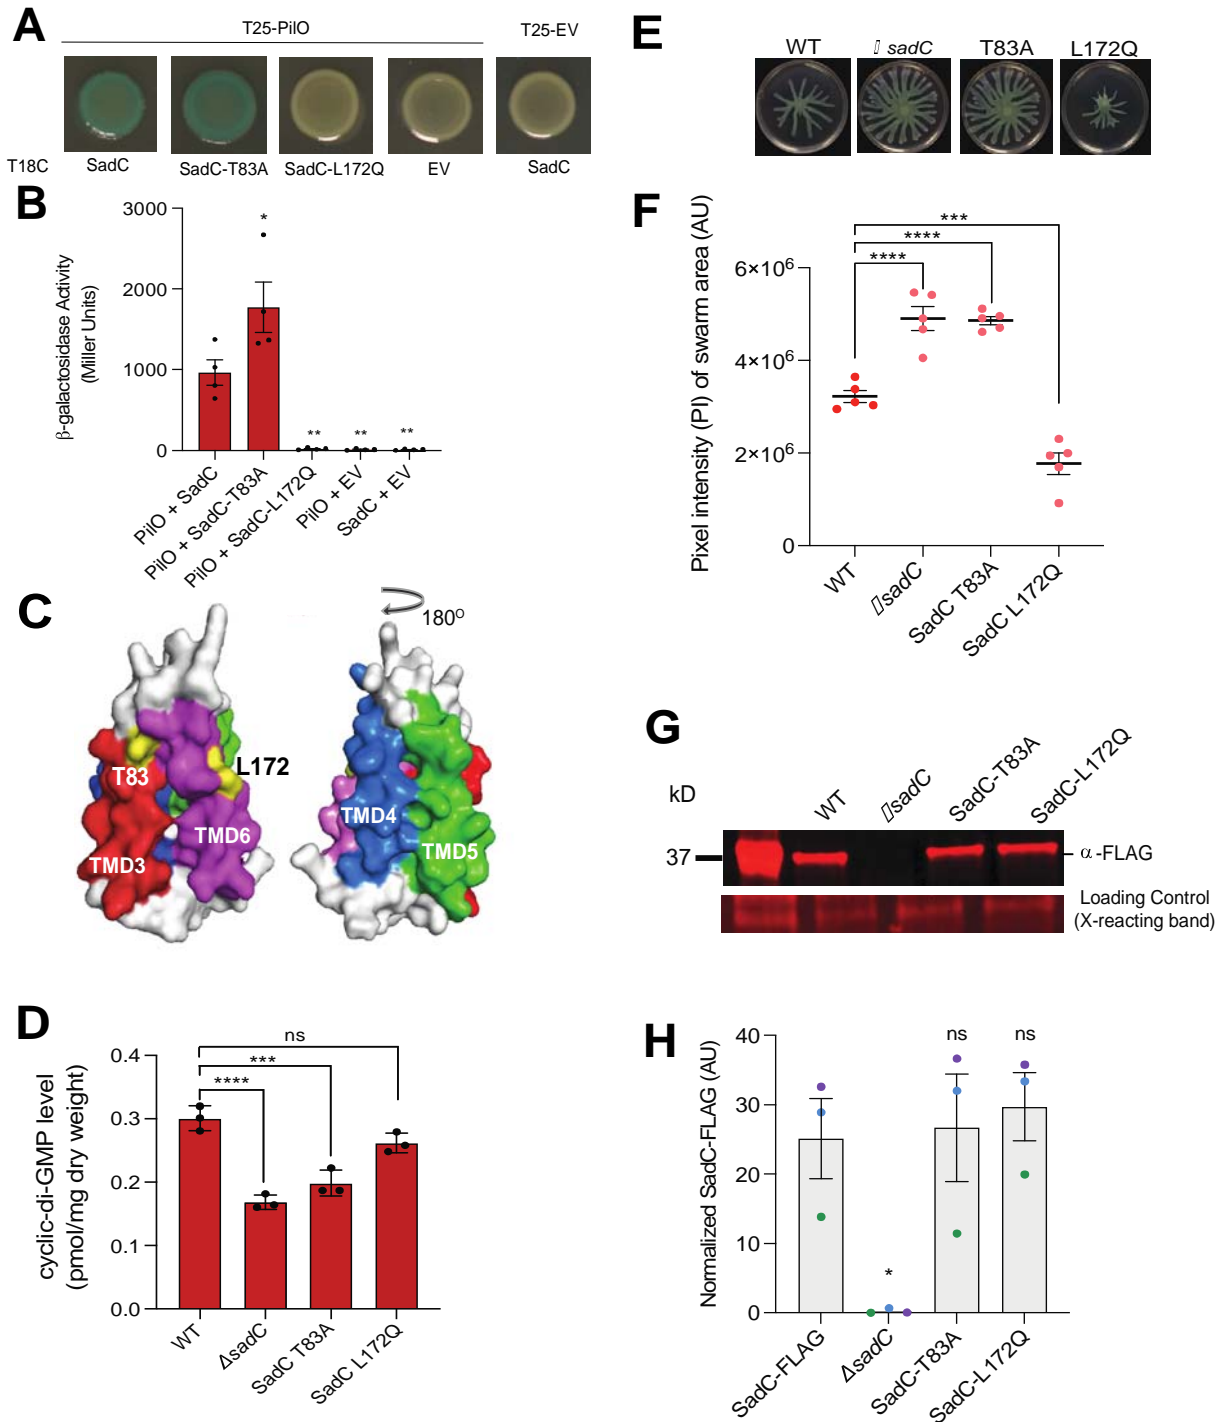 A
T25-PilO
T25-EV
T18C
SadC
SadC-T83A
SadC-L172Q
EV
SadC
B
β-galactosidase Activity
(Miller Units)
3000
2000
1000
0
*
**
**
**
PilO + SadC
PilO + SadC-T83A
PilO + SadC-L172Q
PilO + EV
SadC + EV
C
180O
T83
L172
TMD3
TMD6
TMD4
TMD5
D
cyclic-di-GMP level
(pmol/mg dry weight)
0.4
0.3
0.2
0.1
0.0
ns
***
****
WT
ΔsadC
SadC T83A
SadC L172Q
E
WT
▯ sadC
T83A
L172Q
F
Pixel intensity (PI) of swarm area (AU)
6×10⁶
4×10⁶
2×10⁶
0
***
****
****
WT
▯sadC
SadC T83A
SadC L172Q
G
kD
WT
▯sadC
SadC-T83A
SadC-L172Q
37
α-FLAG
Loading Control
(X-reacting band)
H
Normalized SadC-FLAG (AU)
40
30
20
10
0
*
ns
ns
SadC-FLAG
ΔsadC
SadC-T83A
SadC-L172Q